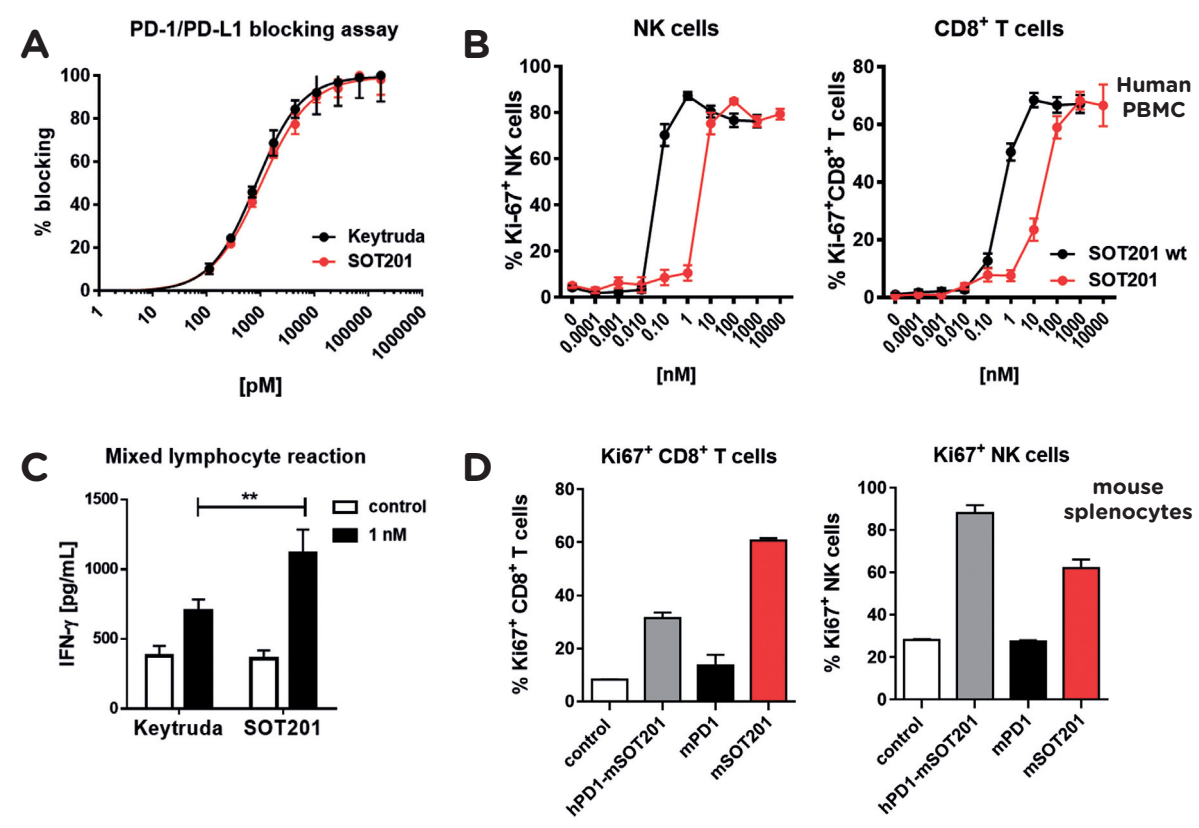 A
PD-1/PD-L1 blocking assay
% blocking
100
80
60
40
20
0
1
10
100
1000
10000
100000
1000000
[pM]
Keytruda
SOT201
B
NK cells
% Ki-67+ NK cells
100
80
60
40
20
0
0
0.0001
0.001
0.010
0.10
1
10
100
1000
10000
[nM]
CD8+ T cells
% Ki-67+CD8+ T cells
80
60
40
20
0
0
0.0001
0.001
0.010
0.10
1
10
100
1000
10000
[nM]
Human
PBMC
SOT201 wt
SOT201
C
Mixed lymphocyte reaction
IFN-γ [pg/mL]
1500
1000
500
0
**
control
1 nM
Keytruda
SOT201
D
Ki67+ CD8+ T cells
% Ki67+ CD8+ T cells
80
60
40
20
0
control
hPD1-mSOT201
mPD1
mSOT201
Ki67+ NK cells
% Ki67+ NK cells
100
80
60
40
20
0
control
hPD1-mSOT201
mPD1
mSOT201
mouse
splenocytes